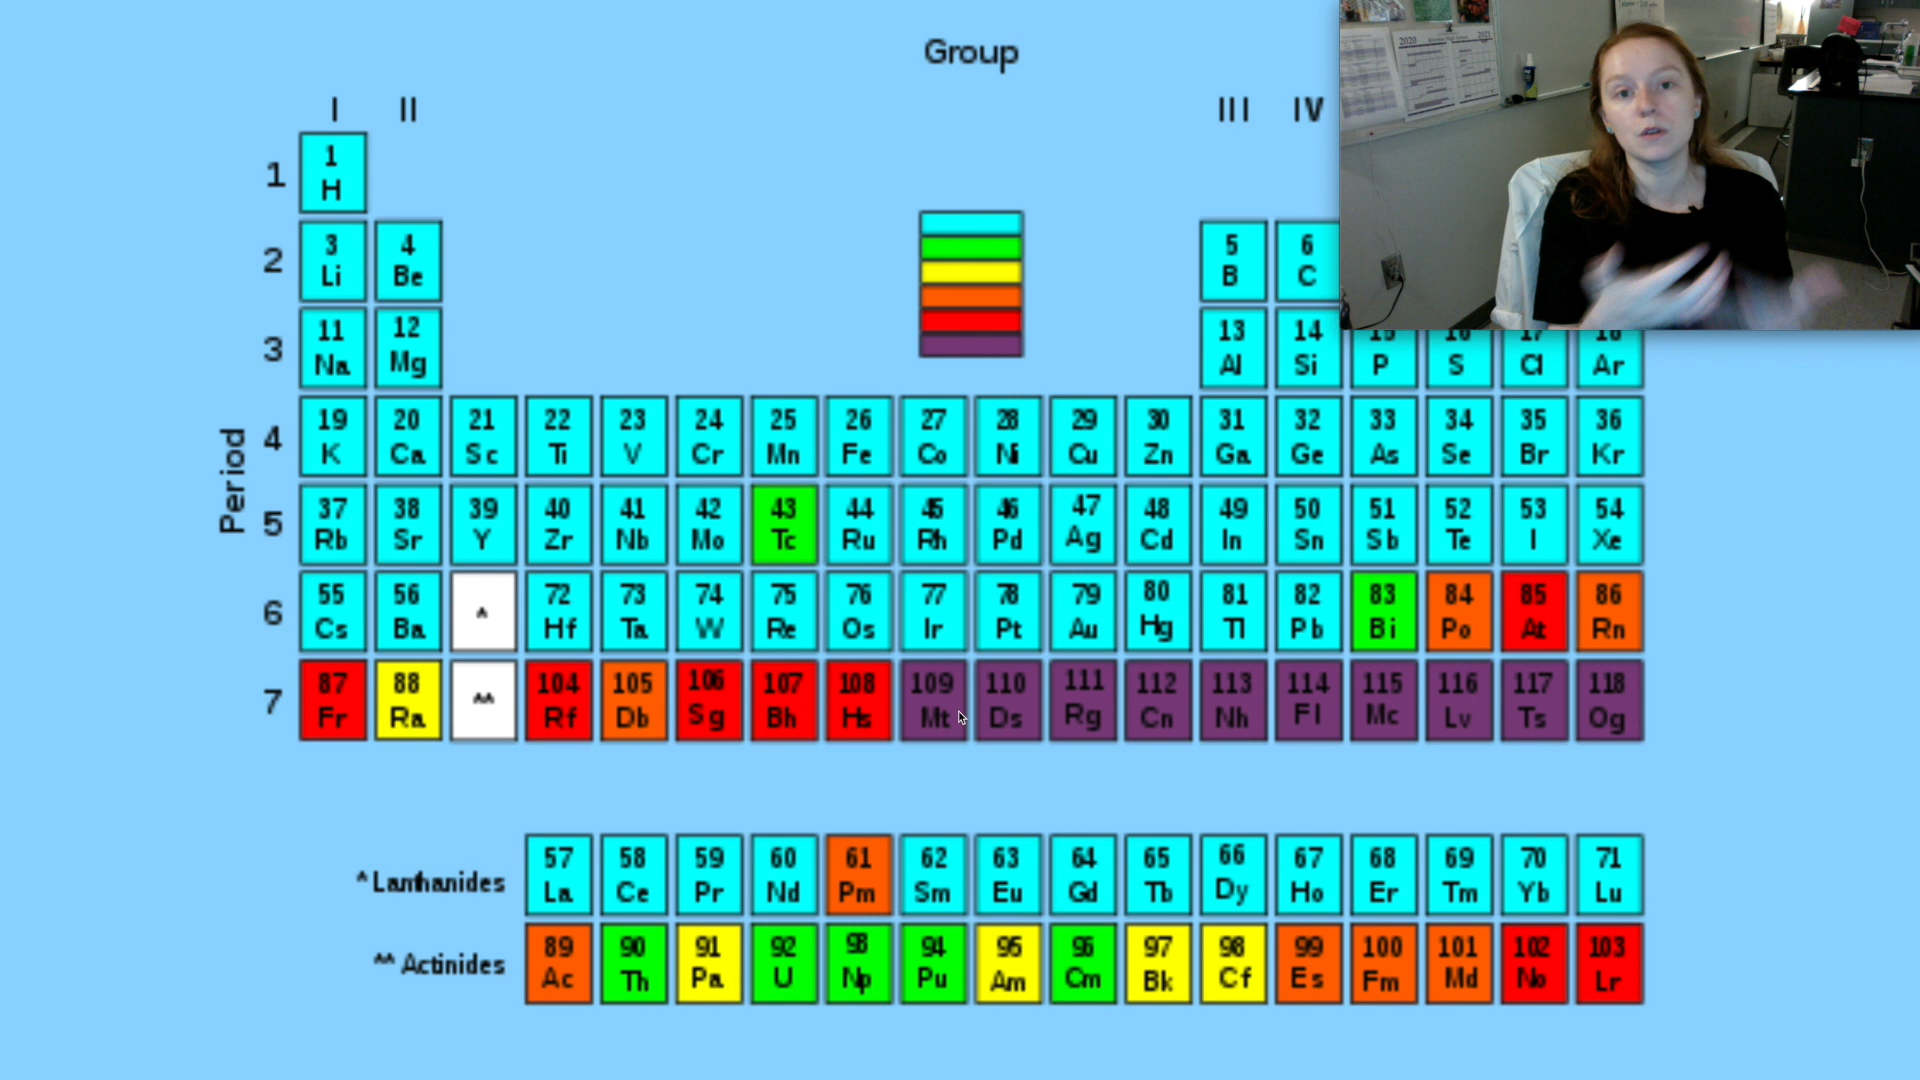 Group
I II III IV
1 1 H
2 3 Li 4 Be 5 B 6 C
3 11 Na 12 Mg 13 Al 14 Si 15 P 16 S 17 Cl 18 Ar
Period
4 19 K 20 Ca 21 Sc 22 Ti 23 V 24 Cr 25 Mn 26 Fe 27 Co 28 Ni 29 Cu 30 Zn 31 Ga 32 Ge 33 As 34 Se 35 Br 36 Kr
5 37 Rb 38 Sr 39 Y 40 Zr 41 Nb 42 Mo 43 Tc 44 Ru 45 Rh 46 Pd 47 Ag 48 Cd 49 In 50 Sn 51 Sb 52 Te 53 I 54 Xe
6 55 Cs 56 Ba ^ 72 Hf 73 Ta 74 W 75 Re 76 Os 77 Ir 78 Pt 79 Au 80 Hg 81 Tl 82 Pb 83 Bi 84 Po 85 At 86 Rn
7 87 Fr 88 Ra ^^ 104 Rf 105 Db 106 Sg 107 Bh 108 Hs 109 Mt 110 Ds 111 Rg 112 Cn 113 Nh 114 Fl 115 Mc 116 Lv 117 Ts 118 Og
^ Lanthanides 57 La 58 Ce 59 Pr 60 Nd 61 Pm 62 Sm 63 Eu 64 Gd 65 Tb 66 Dy 67 Ho 68 Er 69 Tm 70 Yb 71 Lu
^^ Actinides 89 Ac 90 Th 91 Pa 92 U 93 Np 94 Pu 95 Am 96 Cm 97 Bk 98 Cf 99 Es 100 Fm 101 Md 102 No 103 Lr
2020 2021